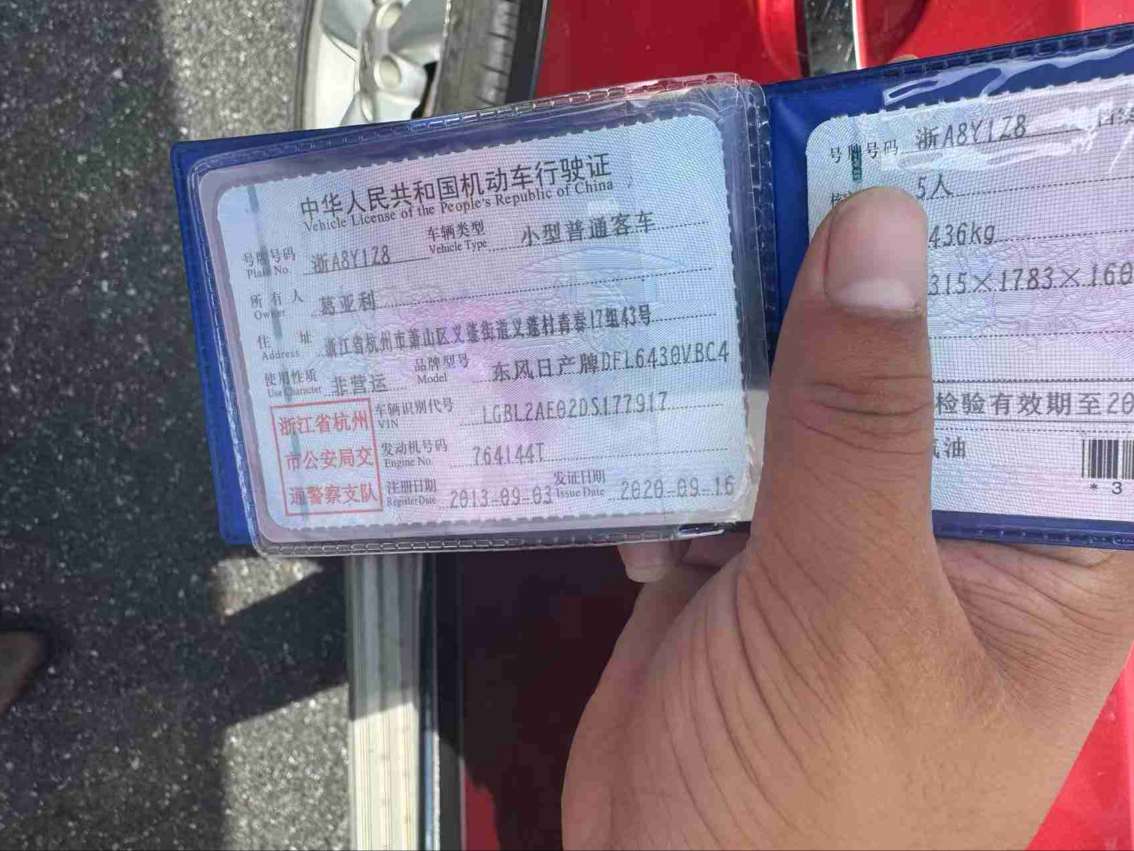 中华人民共和国机动车行驶证
Vehicle License of the People's Republic of China
号牌号码 浙A8Y1Z8 车辆类型 小型普通客车
Plate No. Vehicle Type
所有人 葛亚利
Owner
住址 浙江省杭州市萧山区义蓬街道义蓬村青春17组43号
Address
使用性质 非营运 品牌型号 东风日产牌DFL6430VBC4
Use Character Model
浙江省杭州
市公安局交
通警察支队
车辆识别代号 LGBL2AE02DS177917
VIN
发动机号码 764144T
Engine No.
注册日期 2013-09-03 发证日期 2020-09-16
Register Date Issue Date
号牌号码 浙A8Y1Z8
5人
436kg
315×1783×160
检验有效期至20
汽油
*3